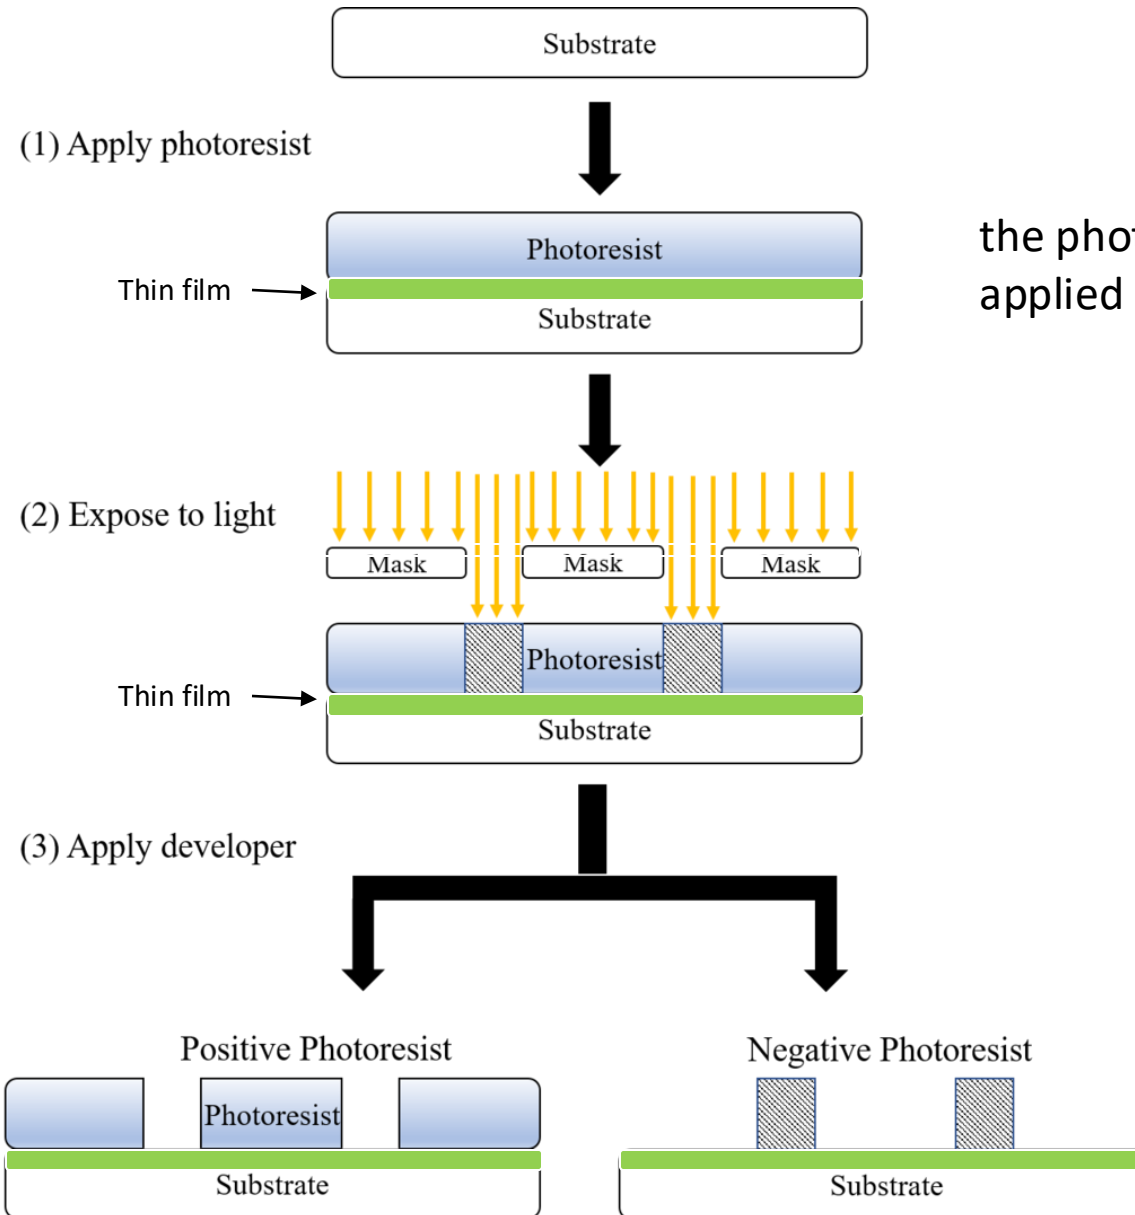 Substrate
(1) Apply photoresist
Photoresist
the
applied
Thin film
Substrate
(2) Expose to light
Mask Mask Mask
Photoresist
Thin film
Substrate
(3) Apply developer
Positive Photoresist
Negative Photoresist
Photoresist
Substrate
Substrate